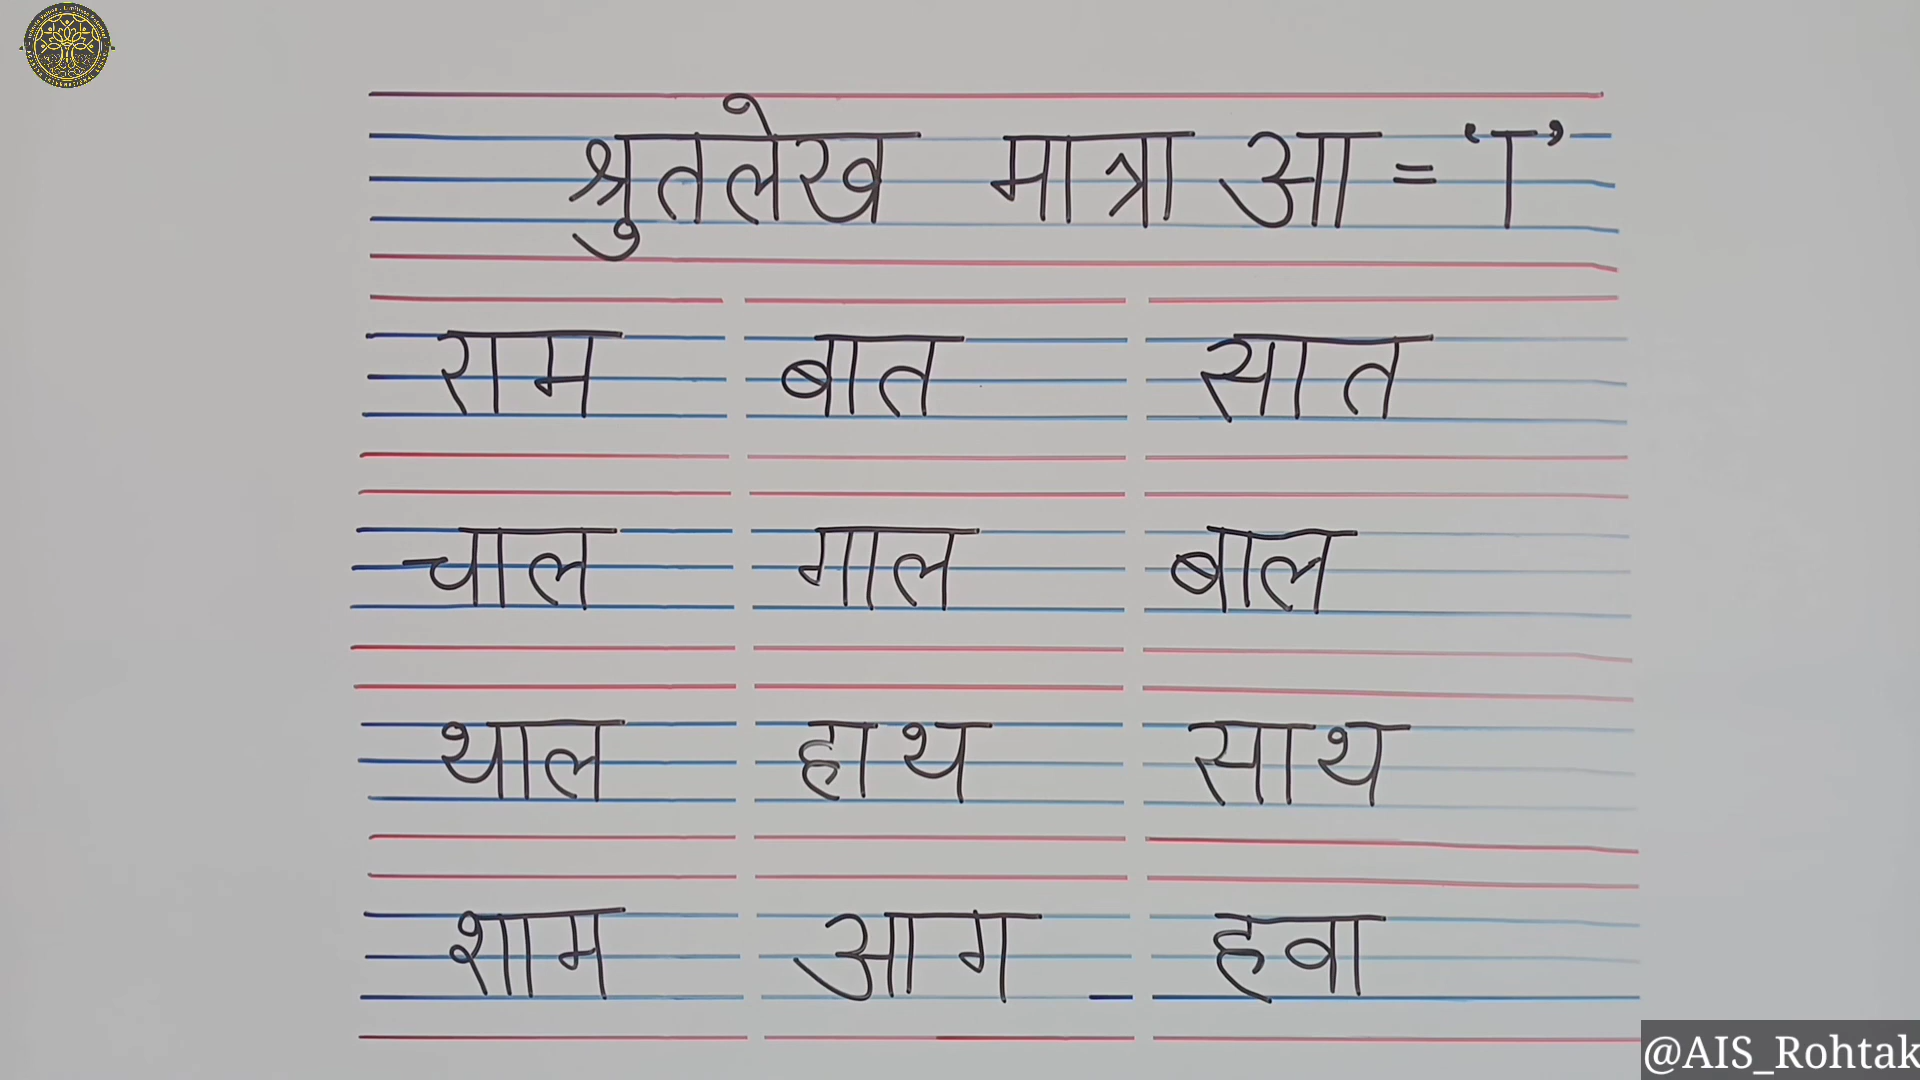 श्रुतलेख मात्रा आ = 'ा'
राम बात सात
चाल गाल बाल
थाल हाथ साथ
शाम आग हवा
@AIS_Rohtak